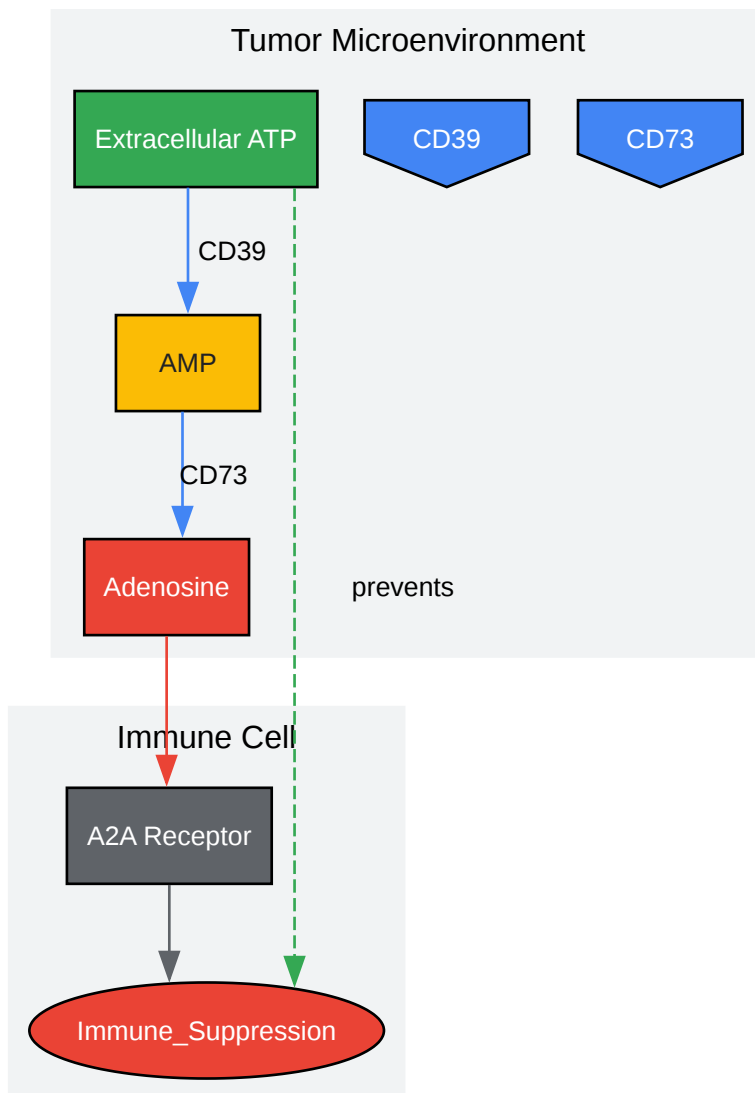 Tumor Microenvironment
Extracellular ATP
CD39
CD73
CD39
AMP
CD73
Adenosine
prevents
Immune Cell
A2A Receptor
Immune_Suppression